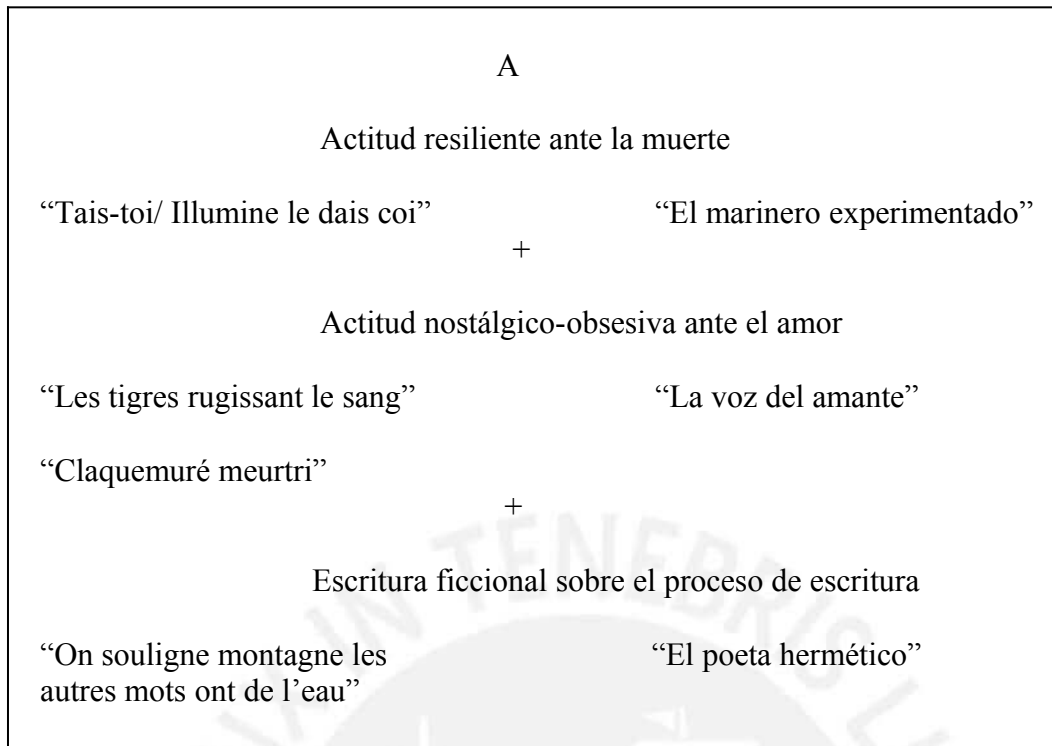 A
Actitud resiliente ante la muerte
“Tais-toi/ Illumine le dais coi” “El marinero experimentado”
+
Actitud nostálgico-obsesiva ante el amor
“Les tigres rugissant le sang” “La voz del amante”
“Claquemuré meurtri”
+
Escritura ficcional sobre el proceso de escritura
“On souligne montagne les “El poeta hermético”
autres mots ont de l’eau”
TENEBRIS